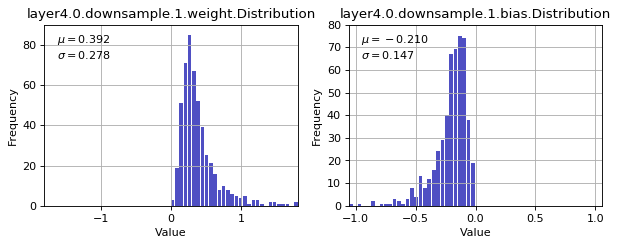 layer4.0.downsample.1.weight.Distribution
μ = 0.392
σ = 0.278
Frequency
80
60
40
20
0
−1
0
1
Value
layer4.0.downsample.1.bias.Distribution
μ = −0.210
σ = 0.147
Frequency
80
70
60
50
40
30
20
10
0
−1.0
−0.5
0.0
0.5
1.0
Value